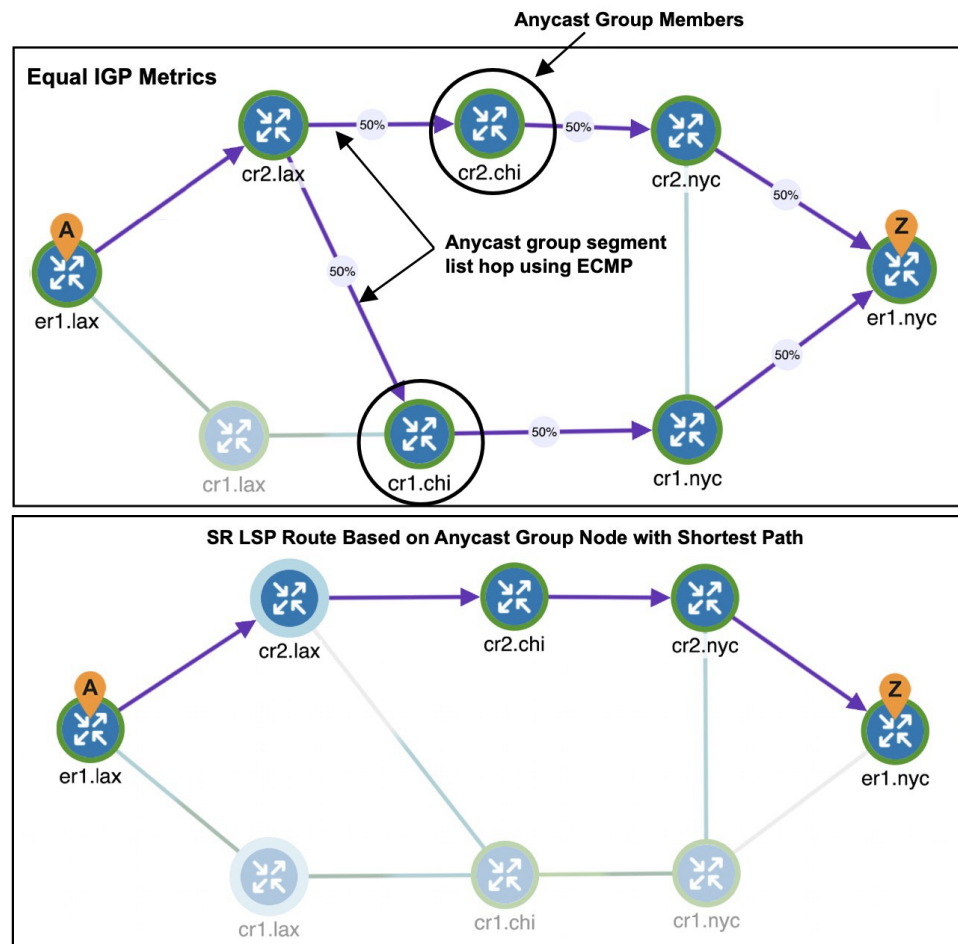 Anycast Group Members
Equal IGP Metrics
50%
50%
cr2.lax
cr2.chi
cr2.nyc
50%
A
Z
Anycast group segment
list hop using ECMP
50%
er1.lax
er1.nyc
50%
50%
cr1.lax
cr1.chi
cr1.nyc
SR LSP Route Based on Anycast Group Node with Shortest Path
cr2.lax
cr2.chi
cr2.nyc
A
Z
er1.lax
er1.nyc
cr1.lax
cr1.chi
cr1.nyc